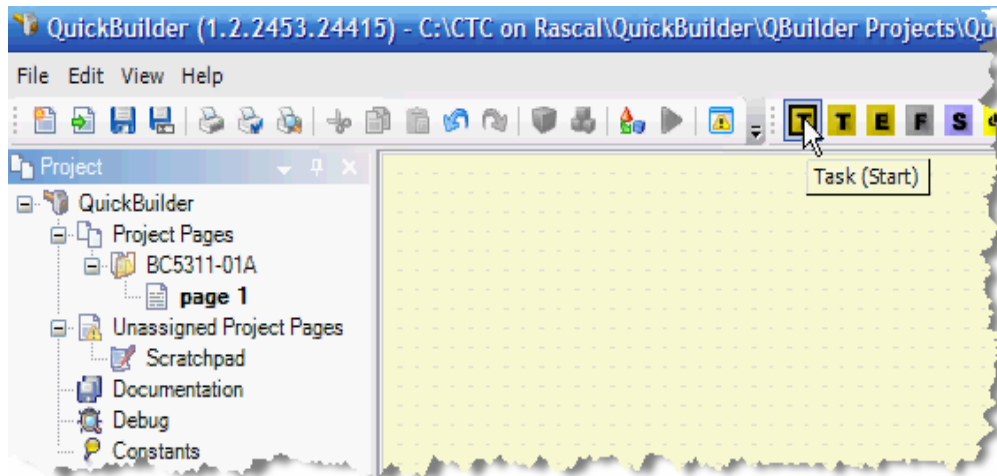 QuickBuilder (1.2.2453.24415) - C:\CTC on Rascal\QuickBuilder\QBuilder Projects\Qu
File Edit View Help
T T E F S
Task (Start)
Project
QuickBuilder
Project Pages
BC5311-01A
page 1
Unassigned Project Pages
Scratchpad
Documentation
Debug
Constants